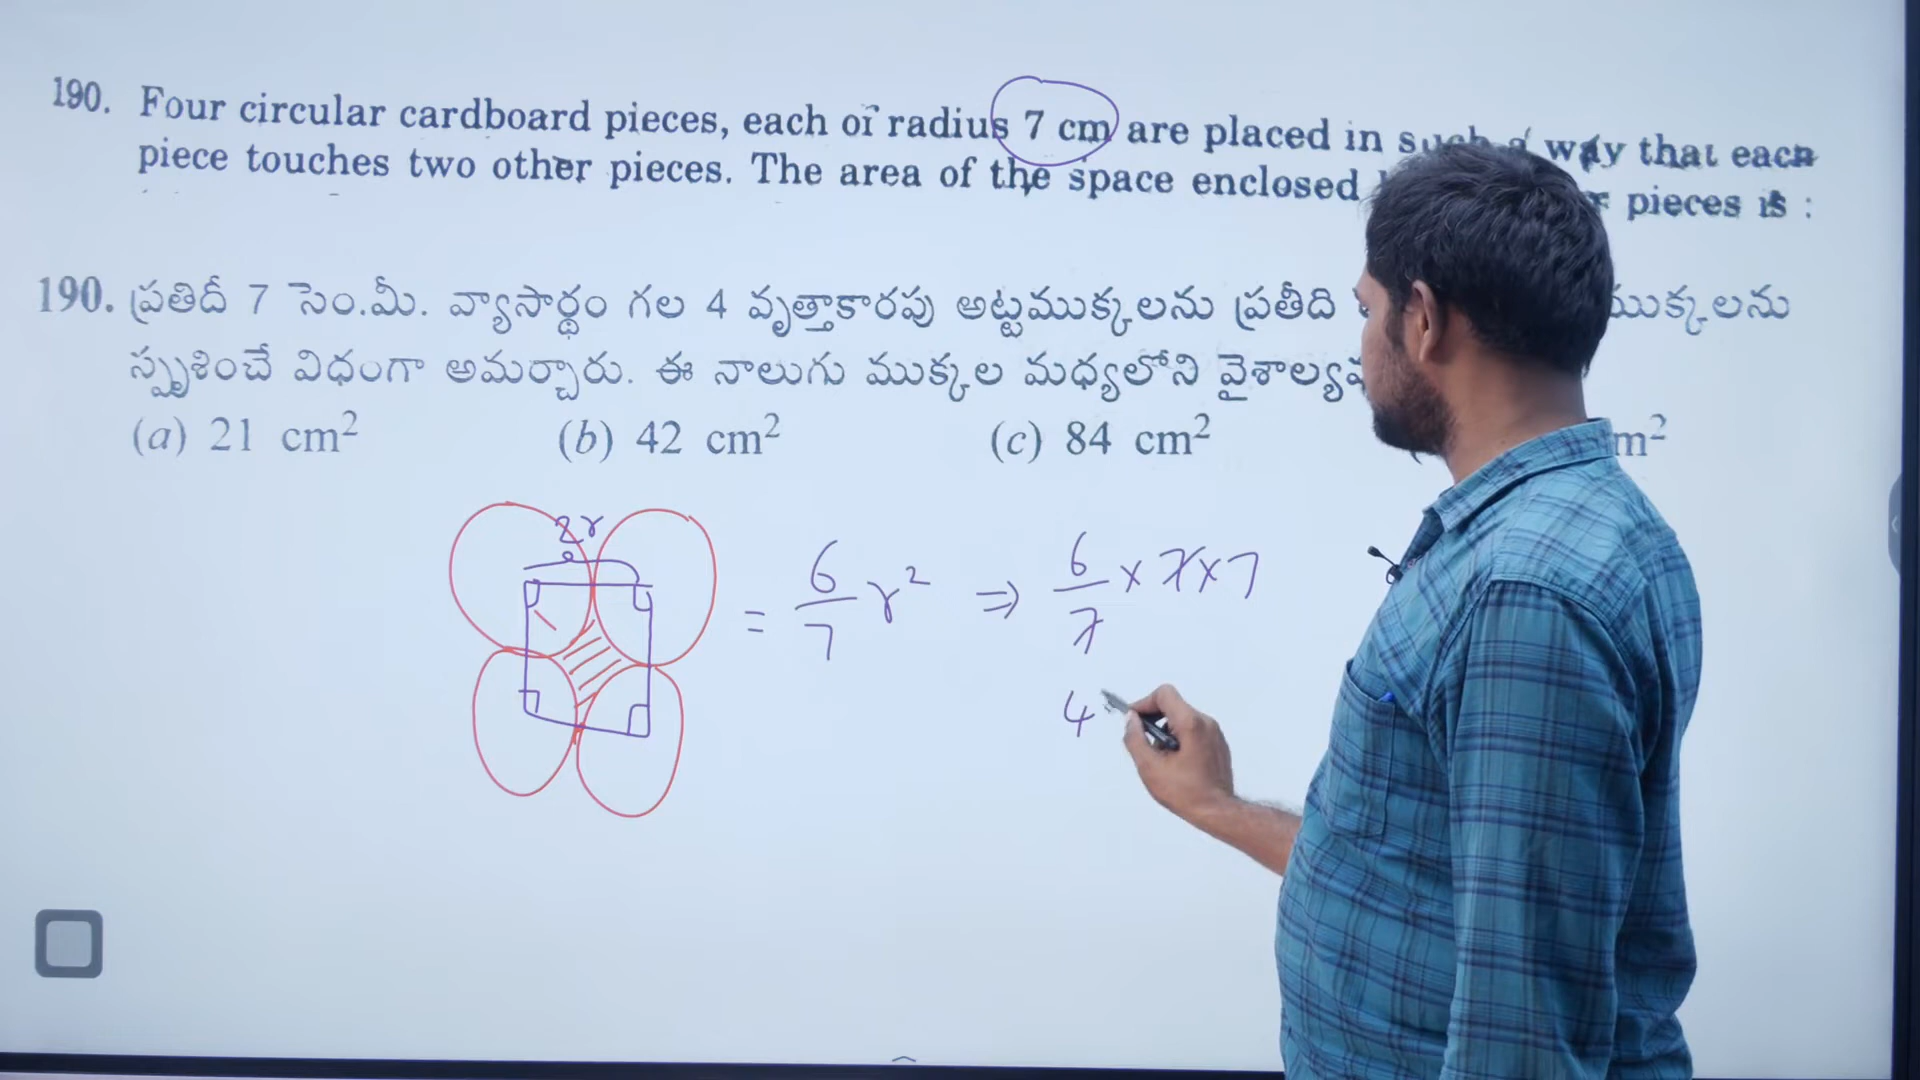 190. Four circular cardboard pieces, each of radius 7 cm are placed in such a way that each
piece touches two other pieces. The area of the space enclosed pieces is :
190. ప్రతిదీ 7 సెం.మీ. వ్యాసార్థం గల 4 వృత్తాకారపు అట్టముక్కలను ప్రతీది ముక్కలను
స్పృశించే విధంగా అమర్చారు. ఈ నాలుగు ముక్కల మధ్యలోని
(a) 21 cm² (b) 42 cm² (c) 84 cm² m²
2r
= 6/7 r² ⇒ 6/7 × 7 × 7
4